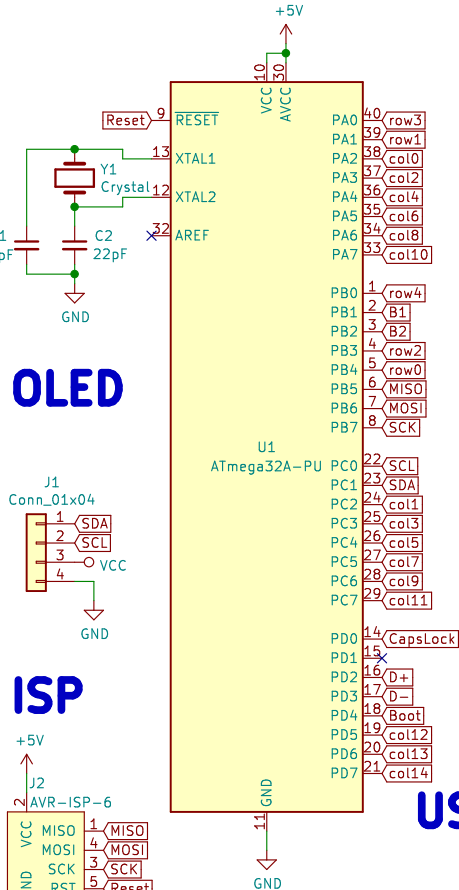 +5V
10
30
VCC
AVCC
Reset 9 RESET
13 XTAL1
Y1
Crystal
12 XTAL2
32 AREF
1
pF
C2
22pF
GND
PA0 40 row3
PA1 39 row1
PA2 38 col0
PA3 37 col2
PA4 36 col4
PA5 35 col6
PA6 34 col8
PA7 33 col10
PB0 1 row4
PB1 2 B1
PB2 3 B2
PB3 4 row2
PB4 5 row0
PB5 6 MISO
PB6 7 MOSI
PB7 8 SCK
U1
ATmega32A-PU
PC0 22 SCL
PC1 23 SDA
PC2 24 col1
PC3 25 col3
PC4 26 col5
PC5 27 col7
PC6 28 col9
PC7 29 col11
PD0 14 CapsLock
PD1 15
PD2 16 D+
PD3 17 D-
PD4 18 Boot
PD5 19 col12
PD6 20 col13
PD7 21 col14
GND
11
GND
OLED
J1
Conn_01x04
1 SDA
2 SCL
3 VCC
4
GND
ISP
+5V
J2
2 AVR-ISP-6
VCC
MISO 1 MISO
MOSI 4 MOSI
SCK 3 SCK
RST 5 Reset
ND
US